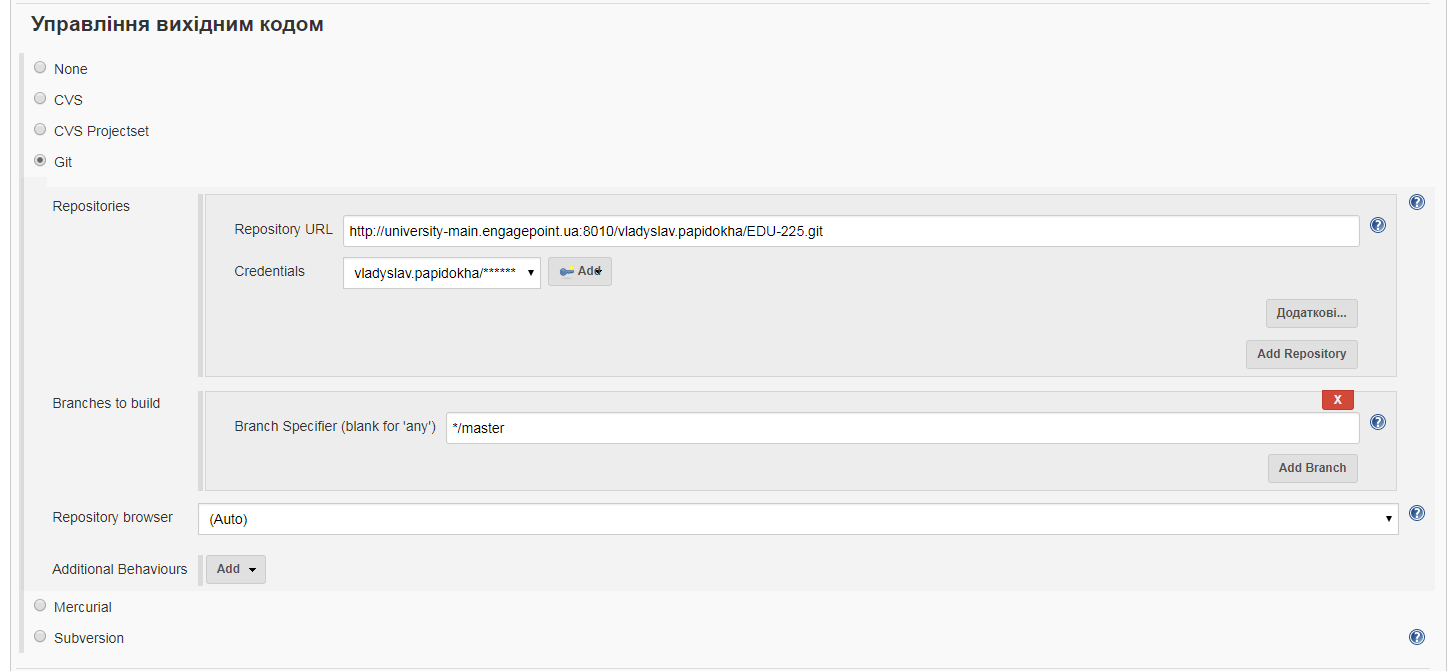 Управління вихідним кодом
None
CVS
CVS Projectset
Git
Repositories
Repository URL http://university-main.engagepoint.ua:8010/vladyslav.papidokha/EDU-225.git
Credentials vladyslav.papidokha/****** Add
Додаткові...
Add Repository
Branches to build
X
Branch Specifier (blank for 'any') */master
Add Branch
Repository browser (Auto)
Additional Behaviours Add
Mercurial
Subversion